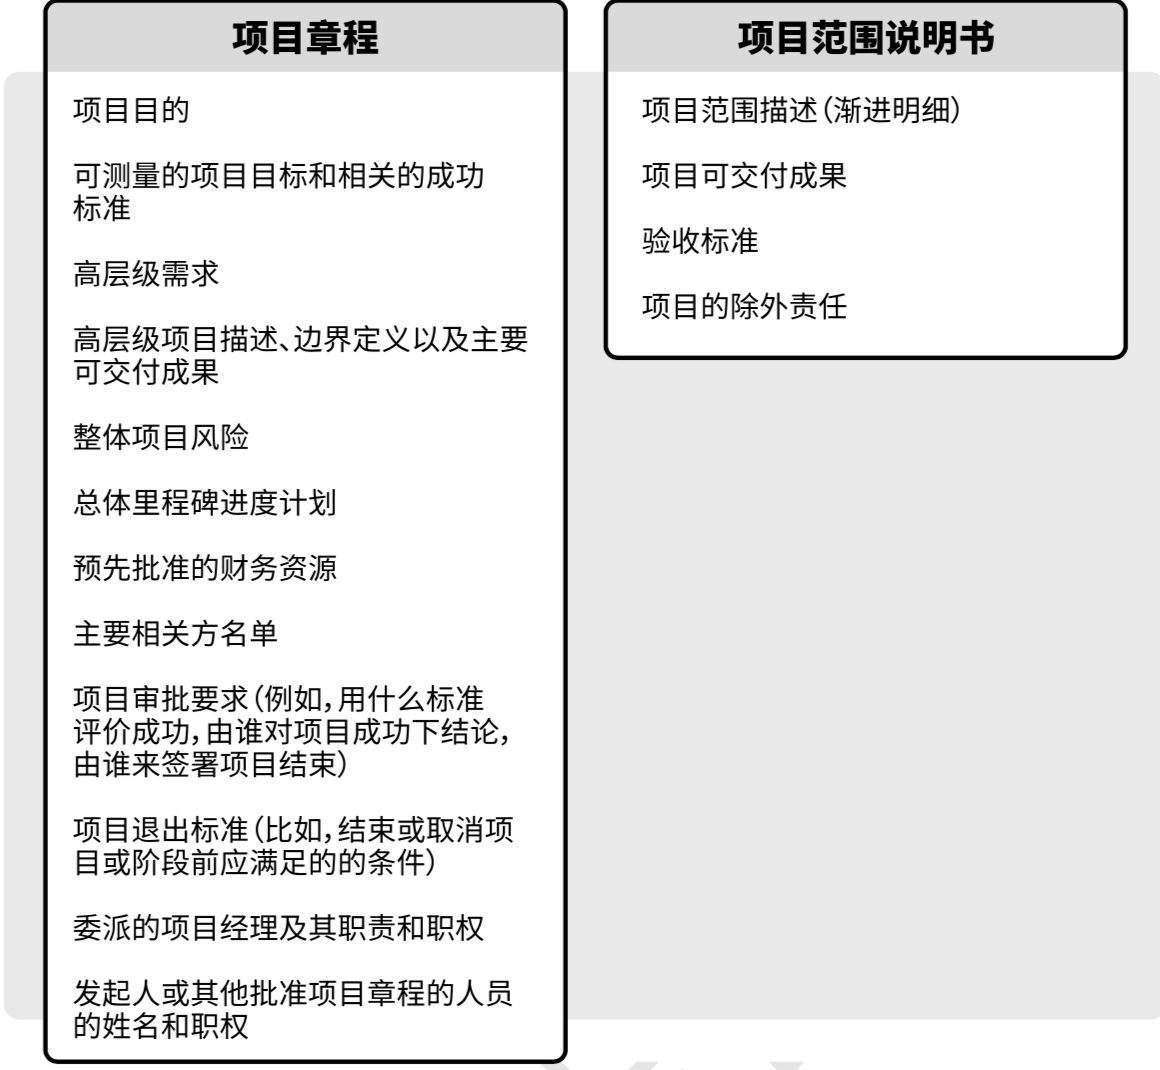 项目章程
项目目的
可测量的项目目标和相关的成功
标准
高层级需求
高层级项目描述、边界定义以及主要
可交付成果
整体项目风险
总体里程碑进度计划
预先批准的财务资源
主要相关方名单
项目审批要求（例如，用什么标准
评价成功，由谁对项目成功下结论，
由谁来签署项目结束）
项目退出标准（比如，结束或取消项
目或阶段前应满足的的条件）
委派的项目经理及其职责和职权
发起人或其他批准项目章程的人员
的姓名和职权
项目范围说明书
项目范围描述（渐进明细）
项目可交付成果
验收标准
项目的除外责任